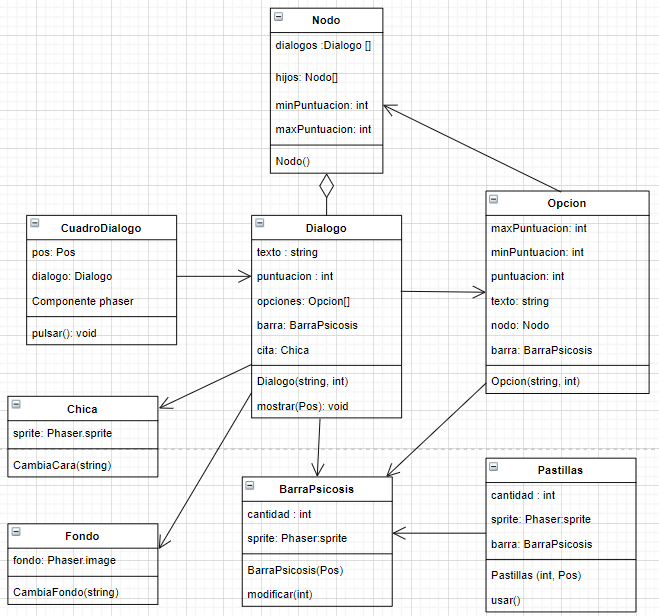 Nodo
dialogos :Dialogo []
hijos: Nodo[]
minPuntuacion: int
maxPuntuacion: int
Nodo()
CuadroDialogo
pos: Pos
dialogo: Dialogo
Componente phaser
pulsar(): void
Dialogo
texto : string
puntuacion : int
opciones: Opcion[]
barra: BarraPsicosis
cita: Chica
Dialogo(string, int)
mostrar(Pos): void
Opcion
maxPuntuacion: int
minPuntuacion: int
puntuacion: int
texto: string
nodo: Nodo
barra: BarraPsicosis
Opcion(string, int)
Chica
sprite: Phaser.sprite
CambiaCara(string)
Fondo
fondo: Phaser.image
CambiaFondo(string)
BarraPsicosis
cantidad : int
sprite: Phaser:sprite
BarraPsicosis(Pos)
modificar(int)
Pastillas
cantidad : int
sprite: Phaser:sprite
barra: BarraPsicosis
Pastillas (int, Pos)
usar()